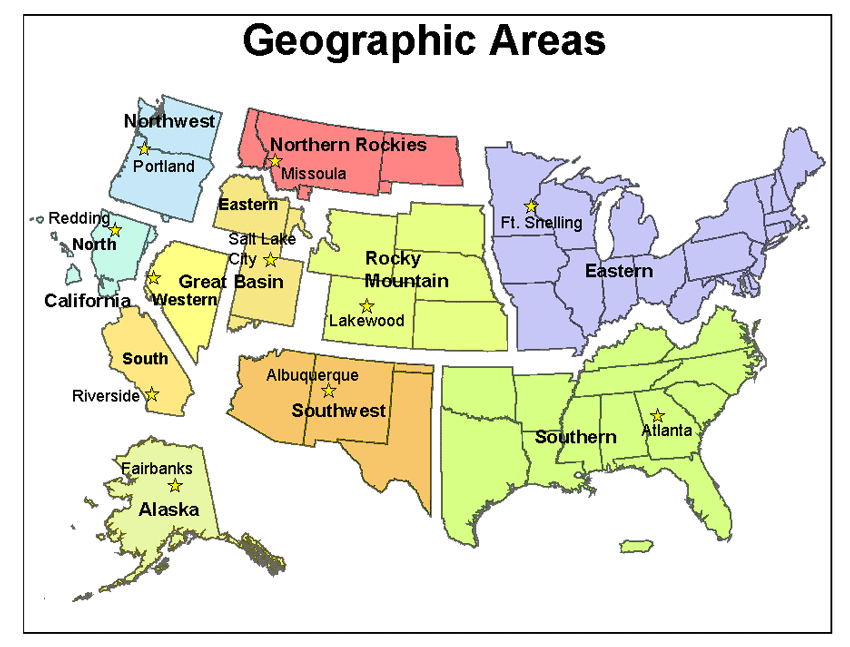 Geographic Areas
Northwest
Portland
Northern Rockies
Missoula
Redding
North
California
Eastern
Salt Lake
City
Great Basin
Western
Rocky
Mountain
Lakewood
Ft. Snelling
Eastern
South
Riverside
Albuquerque
Southwest
Southern
Atlanta
Fairbanks
Alaska